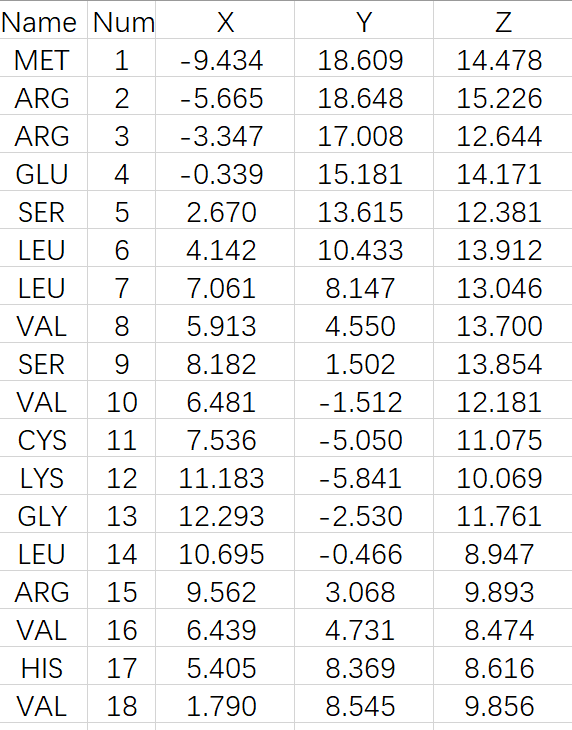 Name Num X Y Z
MET 1 -9.434 18.609 14.478
ARG 2 -5.665 18.648 15.226
ARG 3 -3.347 17.008 12.644
GLU 4 -0.339 15.181 14.171
SER 5 2.670 13.615 12.381
LEU 6 4.142 10.433 13.912
LEU 7 7.061 8.147 13.046
VAL 8 5.913 4.550 13.700
SER 9 8.182 1.502 13.854
VAL 10 6.481 -1.512 12.181
CYS 11 7.536 -5.050 11.075
LYS 12 11.183 -5.841 10.069
GLY 13 12.293 -2.530 11.761
LEU 14 10.695 -0.466 8.947
ARG 15 9.562 3.068 9.893
VAL 16 6.439 4.731 8.474
HIS 17 5.405 8.369 8.616
VAL 18 1.790 8.545 9.856